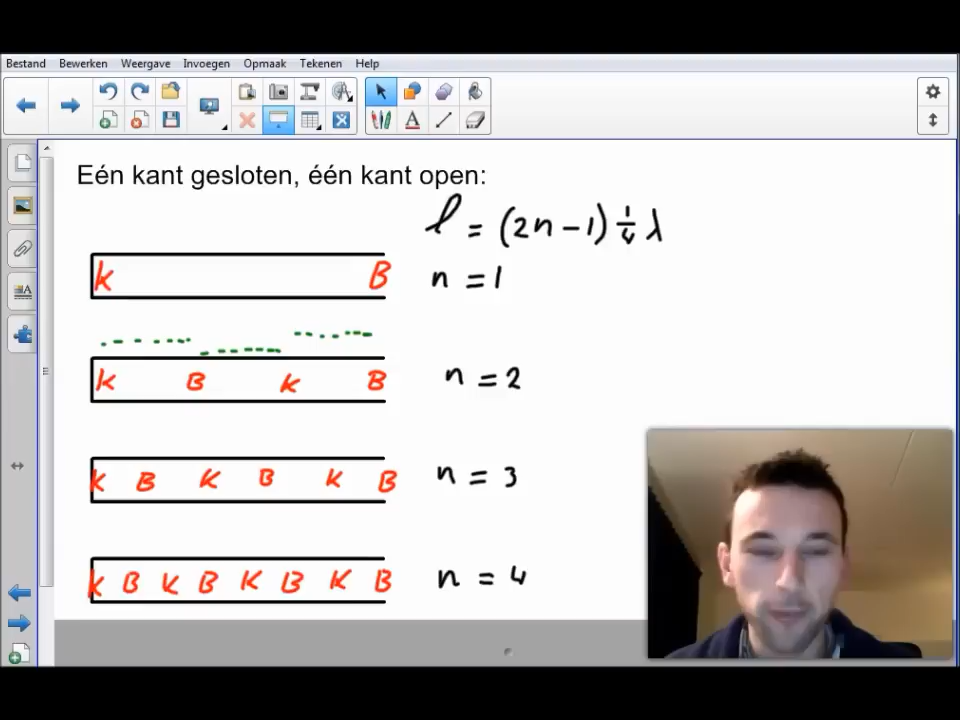 Bestand Bewerken Weergave Invoegen Opmaak Tekenen Help
Eén kant gesloten, één kant open:
l = (2n - 1) 1/4 λ
K B n = 1
K B K B n = 2
K B K B K B n = 3
K B K B K B K B n = 4